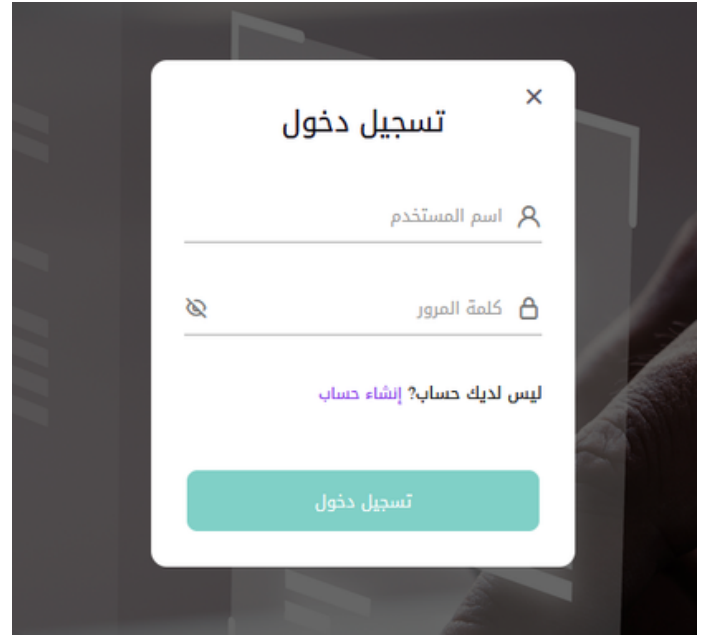 تسجيل دخول
اسم المستخدم
كلمة المرور
ليس لديك حساب? إنشاء حساب
تسجيل دخول